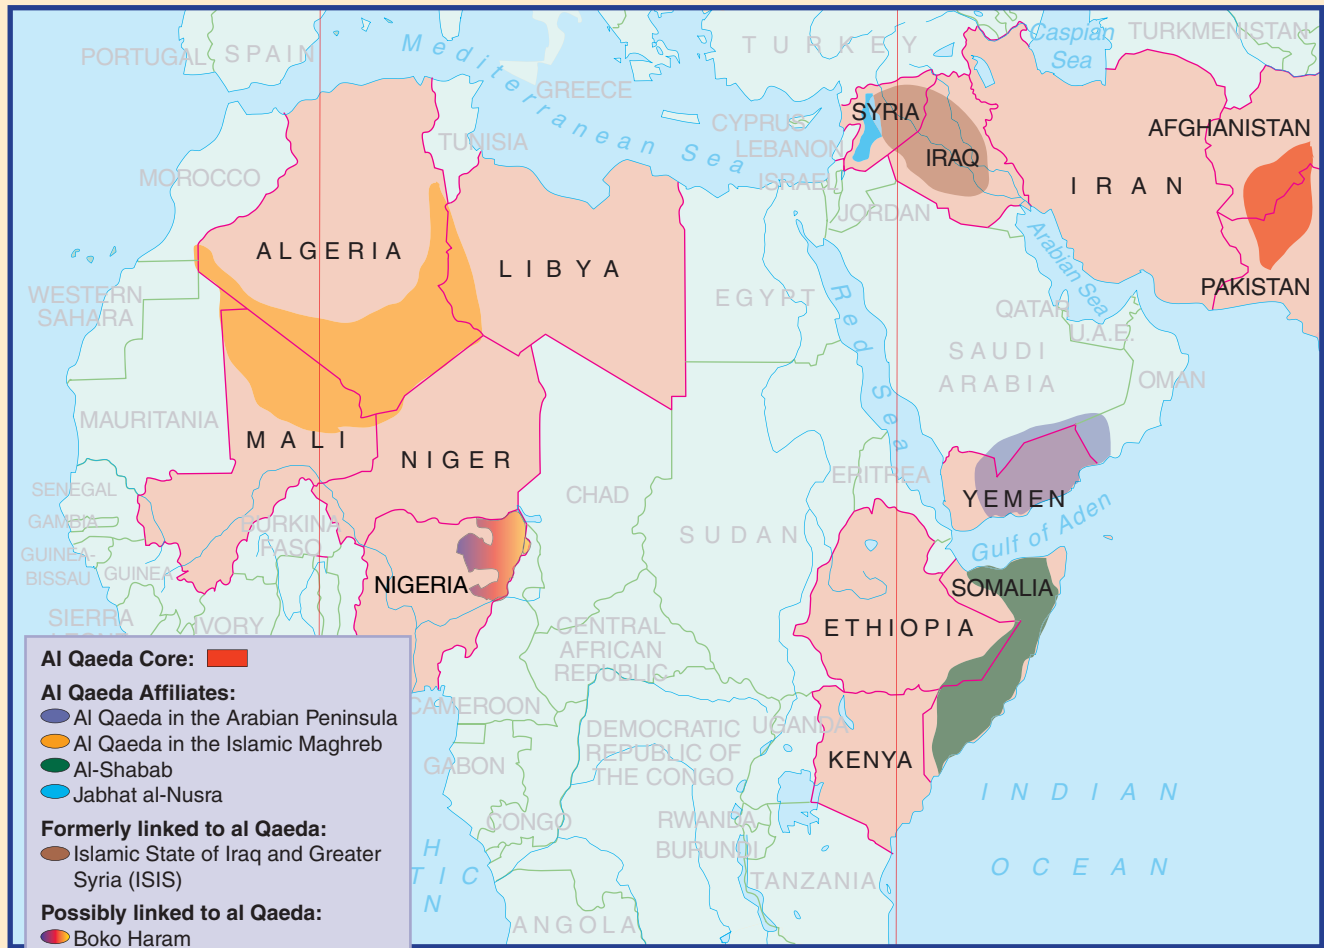 PORTUGAL
SPAIN
Mediterranean Sea
GREECE
TURKEY
Caspian
Sea
TURKMENISTAN
TUNISIA
CYPRUS
LEBANON
ISRAEL
JORDAN
SYRIA
IRAQ
IRAN
AFGHANISTAN
PAKISTAN
MOROCCO
ALGERIA
LIBYA
EGYPT
Red Sea
Arabian Sea
QATAR
U.A.E.
SAUDI
ARABIA
OMAN
WESTERN
SAHARA
MAURITANIA
MALI
NIGER
CHAD
SUDAN
ERITREA
YEMEN
Gulf of Aden
SENEGAL
GAMBIA
GUINEA-
BISSAU
GUINEA
BURKINA
FASO
NIGERIA
SOMALIA
ETHIOPIA
SIERRA
LEONE
IVORY
CENTRAL
AFRICAN
REPUBLIC
CAMEROON
GABON
CONGO
DEMOCRATIC
REPUBLIC OF
THE CONGO
UGANDA
KENYA
RWANDA
BURUNDI
TANZANIA
ANGOLA
INDIAN
OCEAN
H
TIC
N
Al Qaeda Core:
Al Qaeda Affiliates:
Al Qaeda in the Arabian Peninsula
Al Qaeda in the Islamic Maghreb
Al-Shabab
Jabhat al-Nusra
Formerly linked to al Qaeda:
Islamic State of Iraq and Greater
Syria (ISIS)
Possibly linked to al Qaeda:
Boko Haram